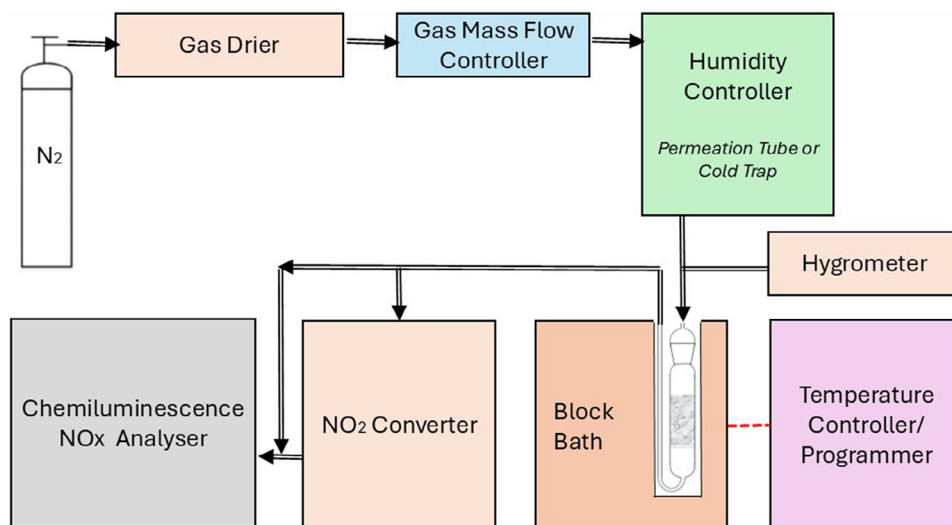 N₂
Gas Drier
Gas Mass Flow
Controller
Humidity
Controller
Permeation Tube or
Cold Trap
Hygrometer
Chemiluminescence
NOx Analyser
NO₂ Converter
Block
Bath
Temperature
Controller/
Programmer